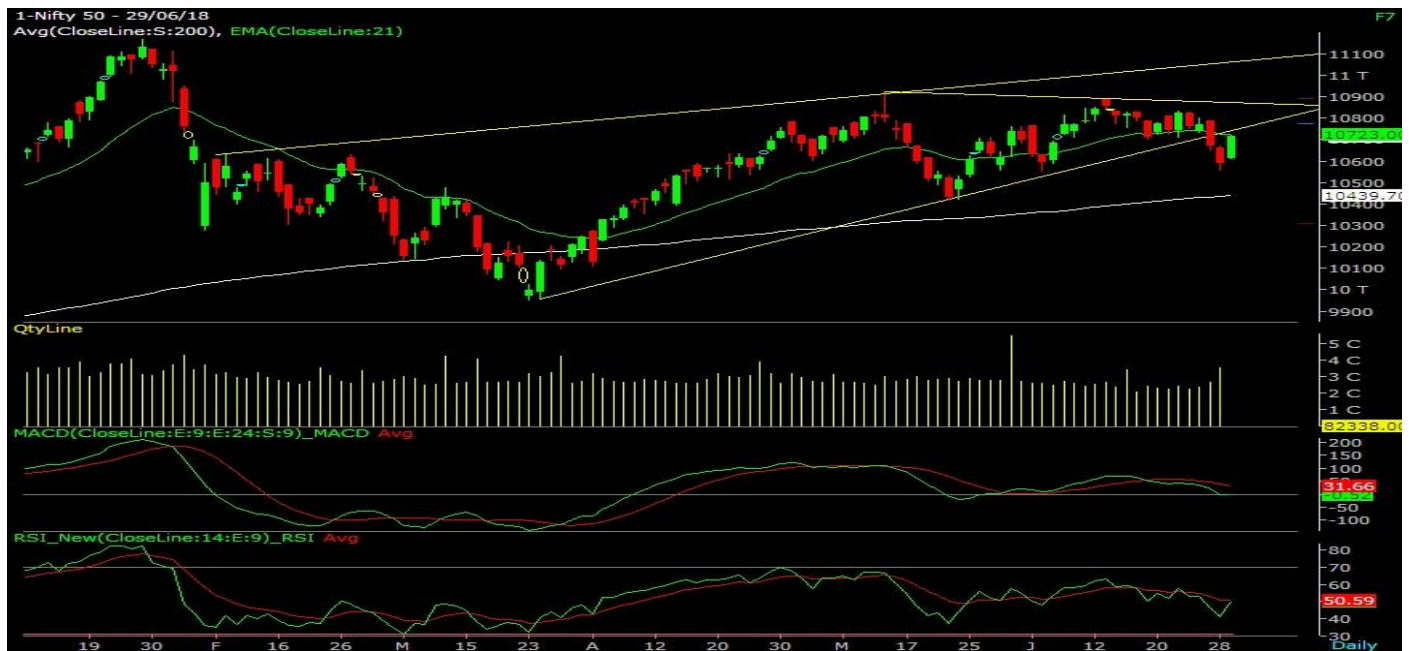 1-Nifty 50 - 29/06/18 F7
Avg(CloseLine:S:200), EMA(CloseLine:21)
11100
11 T
10900
10800
10723.00
10600
10500
10439.70
10400
10300
10200
10100
10 T
9900
QtyLine
5 C
4 C
3 C
2 C
1 C
82338.00
MACD(CloseLine:E:9:E:24:S:9)_MACD Avg
200
150
100
31.66
-0.52
-50
-100
RSI_New(CloseLine:14:E:9)_RSI Avg
80
70
60
50.59
40
30
19 30 F 16 26 M 15 23 A 12 20 30 M 17 25 J 12 20 28 Daily